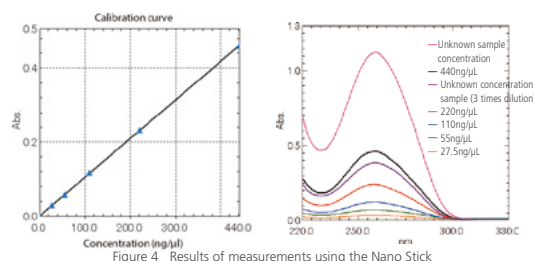 Calibration curve
0.5
0.4
0.2
0.0
Abs.
0 100.0 200.0 300.0 440.0
Concentration (ng/µl)
1.3
1.0
0.5
0.0
Abs.
220.0 250.0 300.0 330.0
Unknown sample
concentration
440ng/µL
Unknown concentration
sample (3 times dilution)
220ng/µL
110ng/µL
55ng/µL
27.5ng/µL
Figure 4 Results of measurements using the Nano Stick